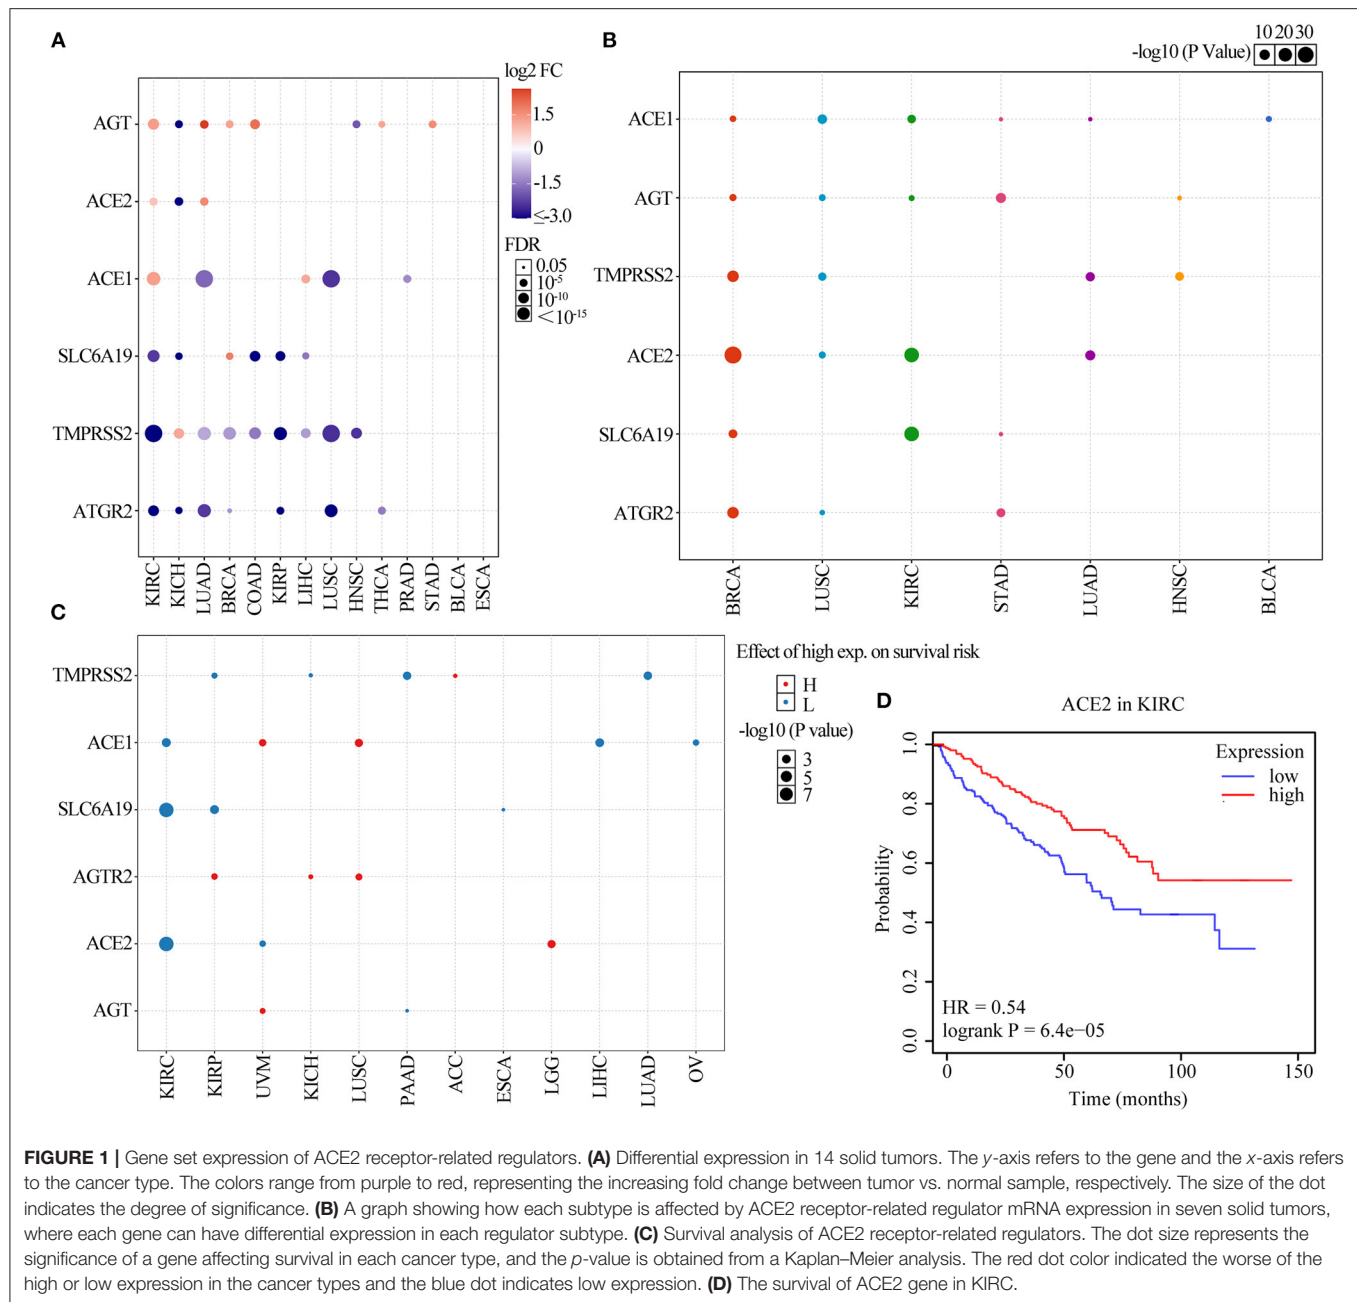 A
log2 FC
1.5
0
-1.5
≤-3.0
FDR
0.05
10-5
10-10
<10-15
AGT
ACE2
ACE1
SLC6A19
TMPRSS2
ATGR2
KIRC
KICH
LUAD
BRCA
COAD
KIRP
LIHC
LUSC
HNSC
THCA
PRAD
STAD
BLCA
ESCA
B
10 20 30
-log10 (P Value)
ACE1
AGT
TMPRSS2
ACE2
SLC6A19
ATGR2
BRCA
LUSC
KIRC
STAD
LUAD
HNSC
BLCA
C
TMPRSS2
ACE1
SLC6A19
AGTR2
ACE2
AGT
KIRC
KIRP
UVM
KICH
LUSC
PAAD
ACC
ESCA
LGG
LIHC
LUAD
OV
Effect of high exp. on survival risk
H
L
-log10 (P value)
3
5
7
D
ACE2 in KIRC
Expression
low
high
Probability
1.0
0.8
0.6
0.4
0.2
0.0
HR = 0.54
logrank P = 6.4e−05
0 50 100 150
Time (months)
FIGURE 1 | Gene set expression of ACE2 receptor-related regulators. (A) Differential expression in 14 solid tumors. The y-axis refers to the gene and the x-axis refers
to the cancer type. The colors range from purple to red, representing the increasing fold change between tumor vs. normal sample, respectively. The size of the dot
indicates the degree of significance. (B) A graph showing how each subtype is affected by ACE2 receptor-related regulator mRNA expression in seven solid tumors,
where each gene can have differential expression in each regulator subtype. (C) Survival analysis of ACE2 receptor-related regulators. The dot size represents the
significance of a gene affecting survival in each cancer type, and the p-value is obtained from a Kaplan–Meier analysis. The red dot color indicated the worse of the
high or low expression in the cancer types and the blue dot indicates low expression. (D) The survival of ACE2 gene in KIRC.